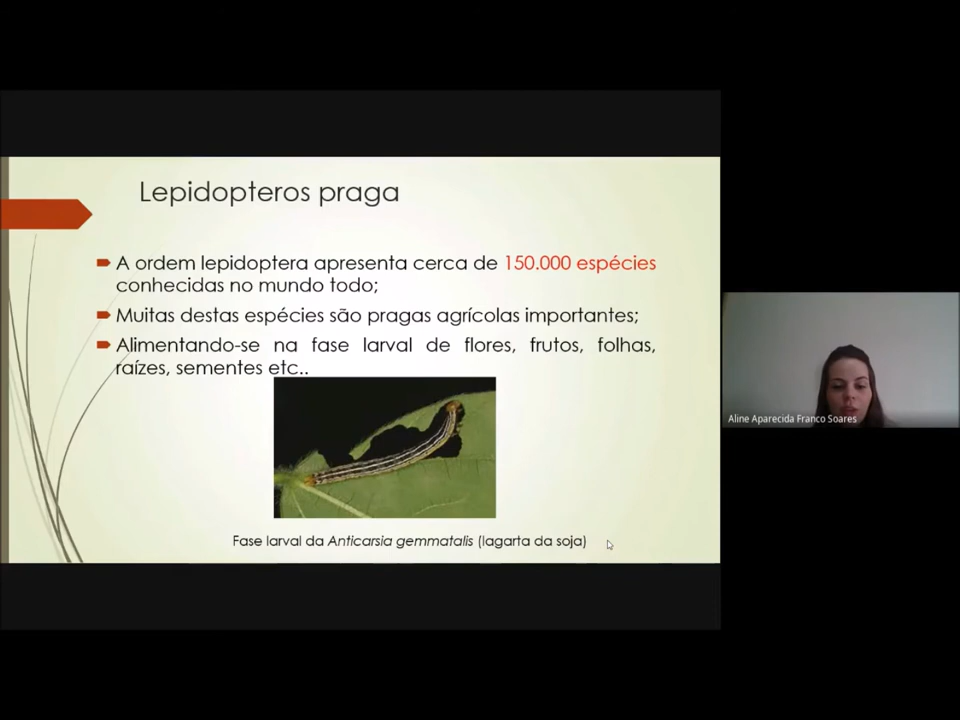 Lepidopteros praga
A ordem lepidoptera apresenta cerca de 150.000 espécies
conhecidas no mundo todo;
Muitas destas espécies são pragas agrícolas importantes;
Alimentando-se na fase larval de flores, frutos, folhas,
raízes, sementes etc..
Fase larval da Anticarsia gemmatalis (lagarta da soja)
Aline Aparecida Franco Soares